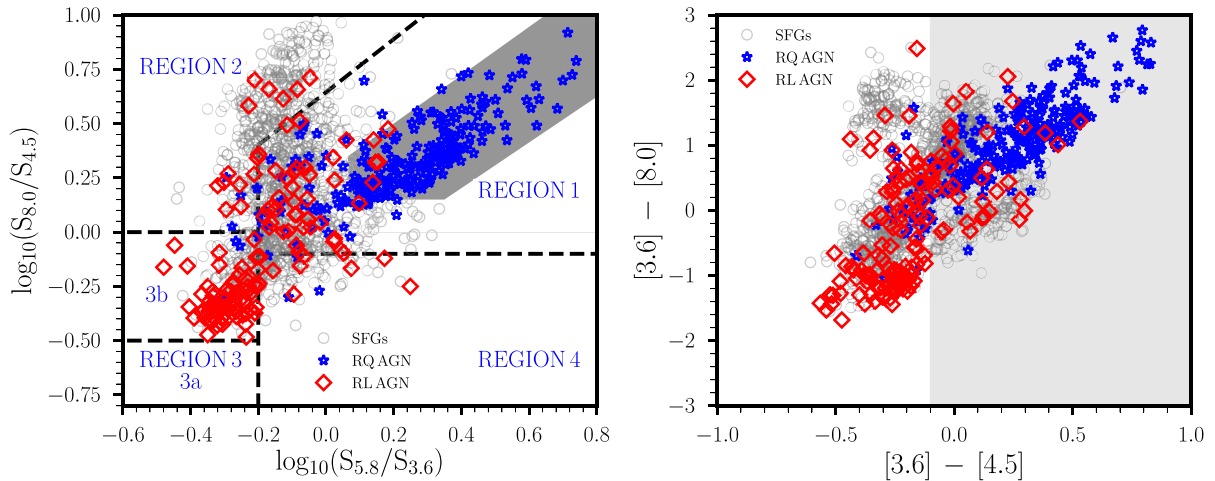 1.00
0.75
0.50
0.25
0.00
−0.25
−0.50
−0.75
log10(S8.0/S4.5)
REGION 2
REGION 1
3b
REGION 3
3a
REGION 4
SFGs
RQ AGN
RL AGN
−0.6 −0.4 −0.2 0.0 0.2 0.4 0.6 0.8
log10(S5.8/S3.6)
3
2
1
0
−1
−2
−3
[3.6] − [8.0]
SFGs
RQ AGN
RL AGN
−1.0 −0.5 0.0 0.5 1.0
[3.6] − [4.5]